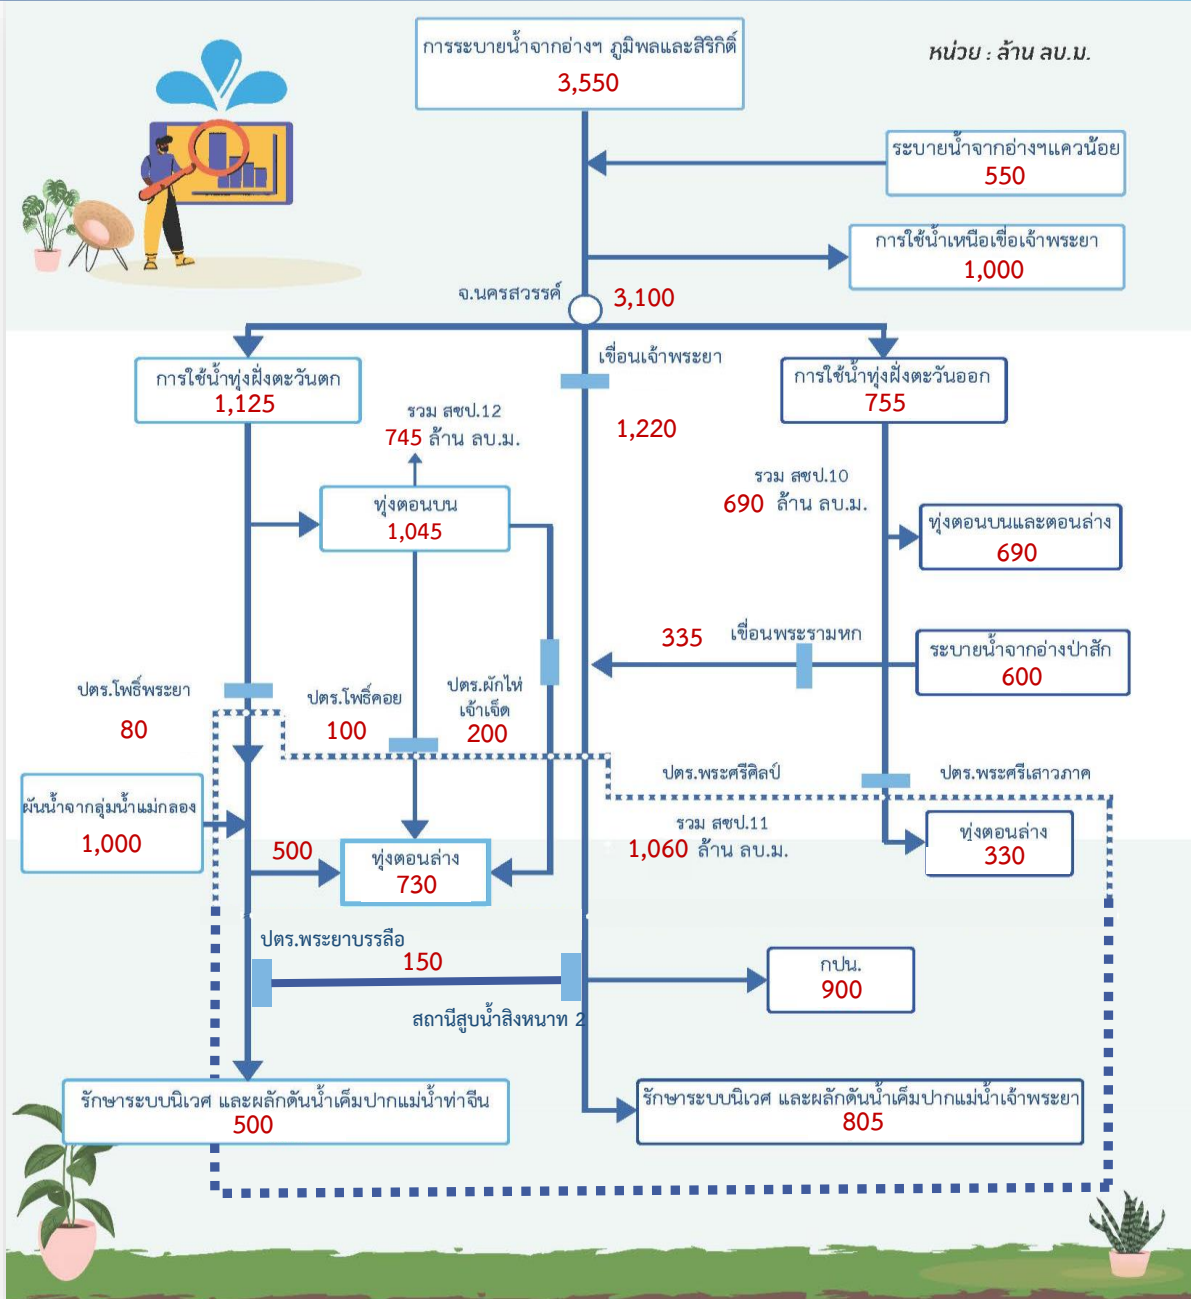 การระบายน้ำจากอ่างฯ ภูมิพลและสิริกิติ์
3,550
หน่วย : ล้าน ลบ.ม.
ระบายน้ำจากอ่างฯแควน้อย
550
การใช้น้ำเหนือเขื่อเจ้าพระยา
1,000
จ.นครสวรรค์
3,100
การใช้น้ำทุ่งฝั่งตะวันตก
1,125
เขื่อนเจ้าพระยา
1,220
การใช้น้ำทุ่งฝั่งตะวันออก
755
รวม สชป.12
745 ล้าน ลบ.ม.
ทุ่งตอนบน
1,045
รวม สชป.10
690 ล้าน ลบ.ม.
ทุ่งตอนบนและตอนล่าง
690
335
เขื่อนพระรามหก
ระบายน้ำจากอ่างป่าสัก
600
ปตร.โพธิ์พระยา
80
ปตร.โพธิ์คอย
100
ปตร.ผักไห่
เจ้าเจ็ด
200
ปตร.พระศรีศิลป์
ปตร.พระศรีเสาวภาค
ผันน้ำจากลุ่มน้ำแม่กลอง
1,000
500
ทุ่งตอนล่าง
730
รวม สชป.11
1,060 ล้าน ลบ.ม.
ทุ่งตอนล่าง
330
ปตร.พระยาบรรลือ
150
สถานีสูบน้ำสิงหนาท 2
กปน.
900
รักษาระบบนิเวศ และผลักดันน้ำเค็มปากแม่น้ำท่าจีน
500
รักษาระบบนิเวศ และผลักดันน้ำเค็มปากแม่น้ำเจ้าพระยา
805